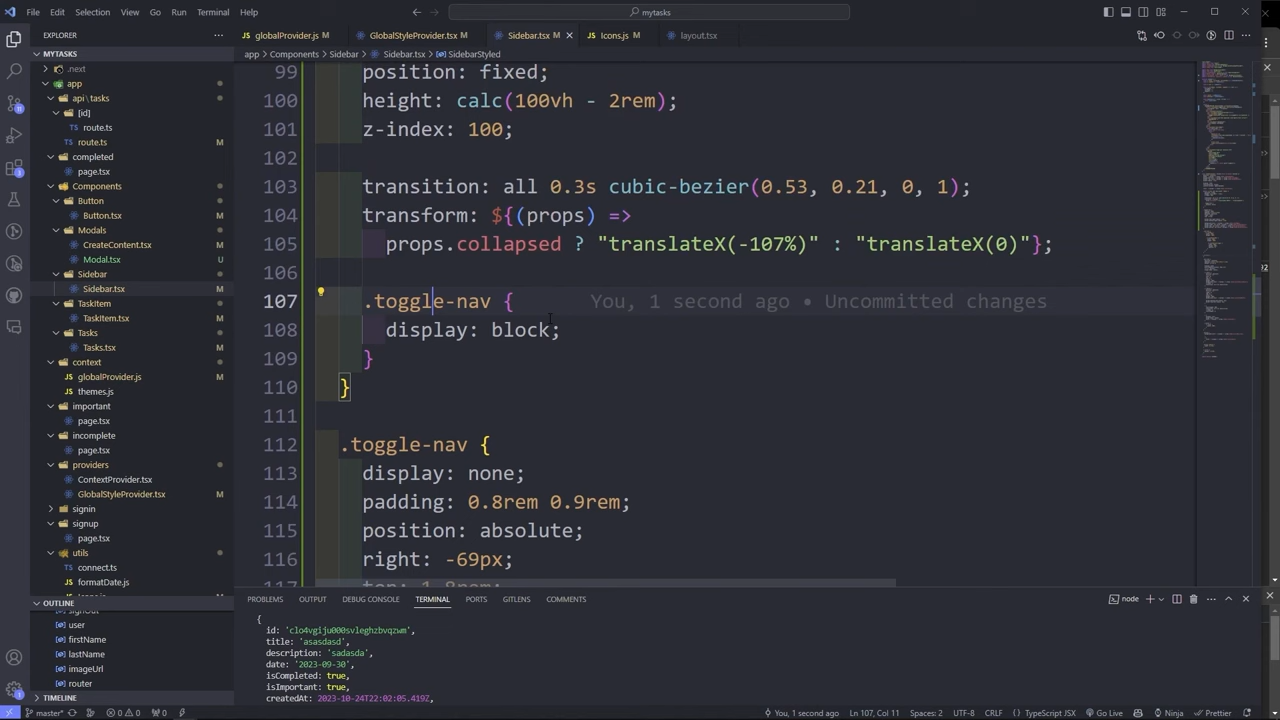 File Edit Selection View Go Run Terminal Help
mytasks
EXPLORER
globalProvider.js M
GlobalStyleProvider.tsx M
Sidebar.tsx M
Icons.js M
layout.tsx
MYTASKS
app > Components > Sidebar > Sidebar.tsx > SidebarStyled
.next
app
api \ tasks
[id]
route.ts
route.ts M
completed
page.tsx
Components
Button
Button.tsx M
Modals
CreateContent.tsx M
Modal.tsx U
Sidebar
Sidebar.tsx M
TaskItem
TaskItem.tsx M
Tasks
Tasks.tsx M
context
globalProvider.js M
themes.js
important
page.tsx
incomplete
page.tsx
providers
ContextProvider.tsx
GlobalStyleProvider.tsx M
signin
signup
page.tsx
utils
connect.ts
formatDate.js
99 position: fixed;
100 height: calc(100vh - 2rem);
101 z-index: 100;
102
103 transition: all 0.3s cubic-bezier(0.53, 0.21, 0, 1);
104 transform: ${(props) =>
105 props.collapsed ? "translateX(-107%)" : "translateX(0)"};
106
107 .toggle-nav { You, 1 second ago • Uncommitted changes
108 display: block;
109 }
110 }
111
112 .toggle-nav {
113 display: none;
114 padding: 0.8rem 0.9rem;
115 position: absolute;
116 right: -69px;
OUTLINE
user
firstName
lastName
imageUrl
router
TIMELINE
PROBLEMS OUTPUT DEBUG CONSOLE TERMINAL PORTS GITLENS COMMENTS
node
{
id: 'clo4vgiju000svleghzbvqzwm',
title: 'asasdasd',
description: 'sadasda',
date: '2023-09-30',
isCompleted: true,
isImportant: true,
createdAt: 2023-10-24T22:02:05.419Z,
main* 0 0 0 You, 1 second ago Ln 107, Col 11 Spaces: 2 UTF-8 CRLF TypeScript JSX Go Live Ninja Prettier